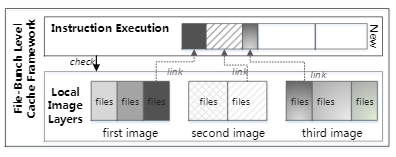 File-Bunch Level
Cache Framework
Instruction Execution
New
check
link
link
link
Local
Image
Layers
files
files
files
files
files
files
files
first image
second image
third image